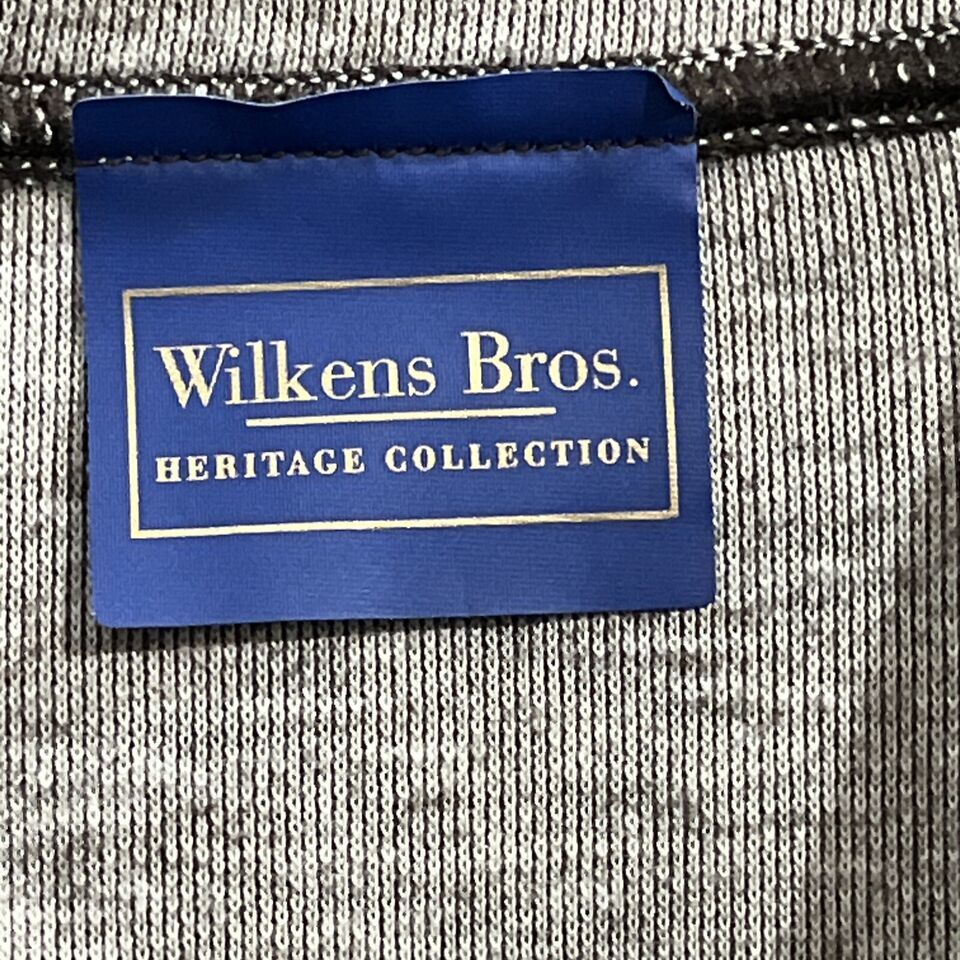 Wilkens Bros.
HERITAGE COLLECTION